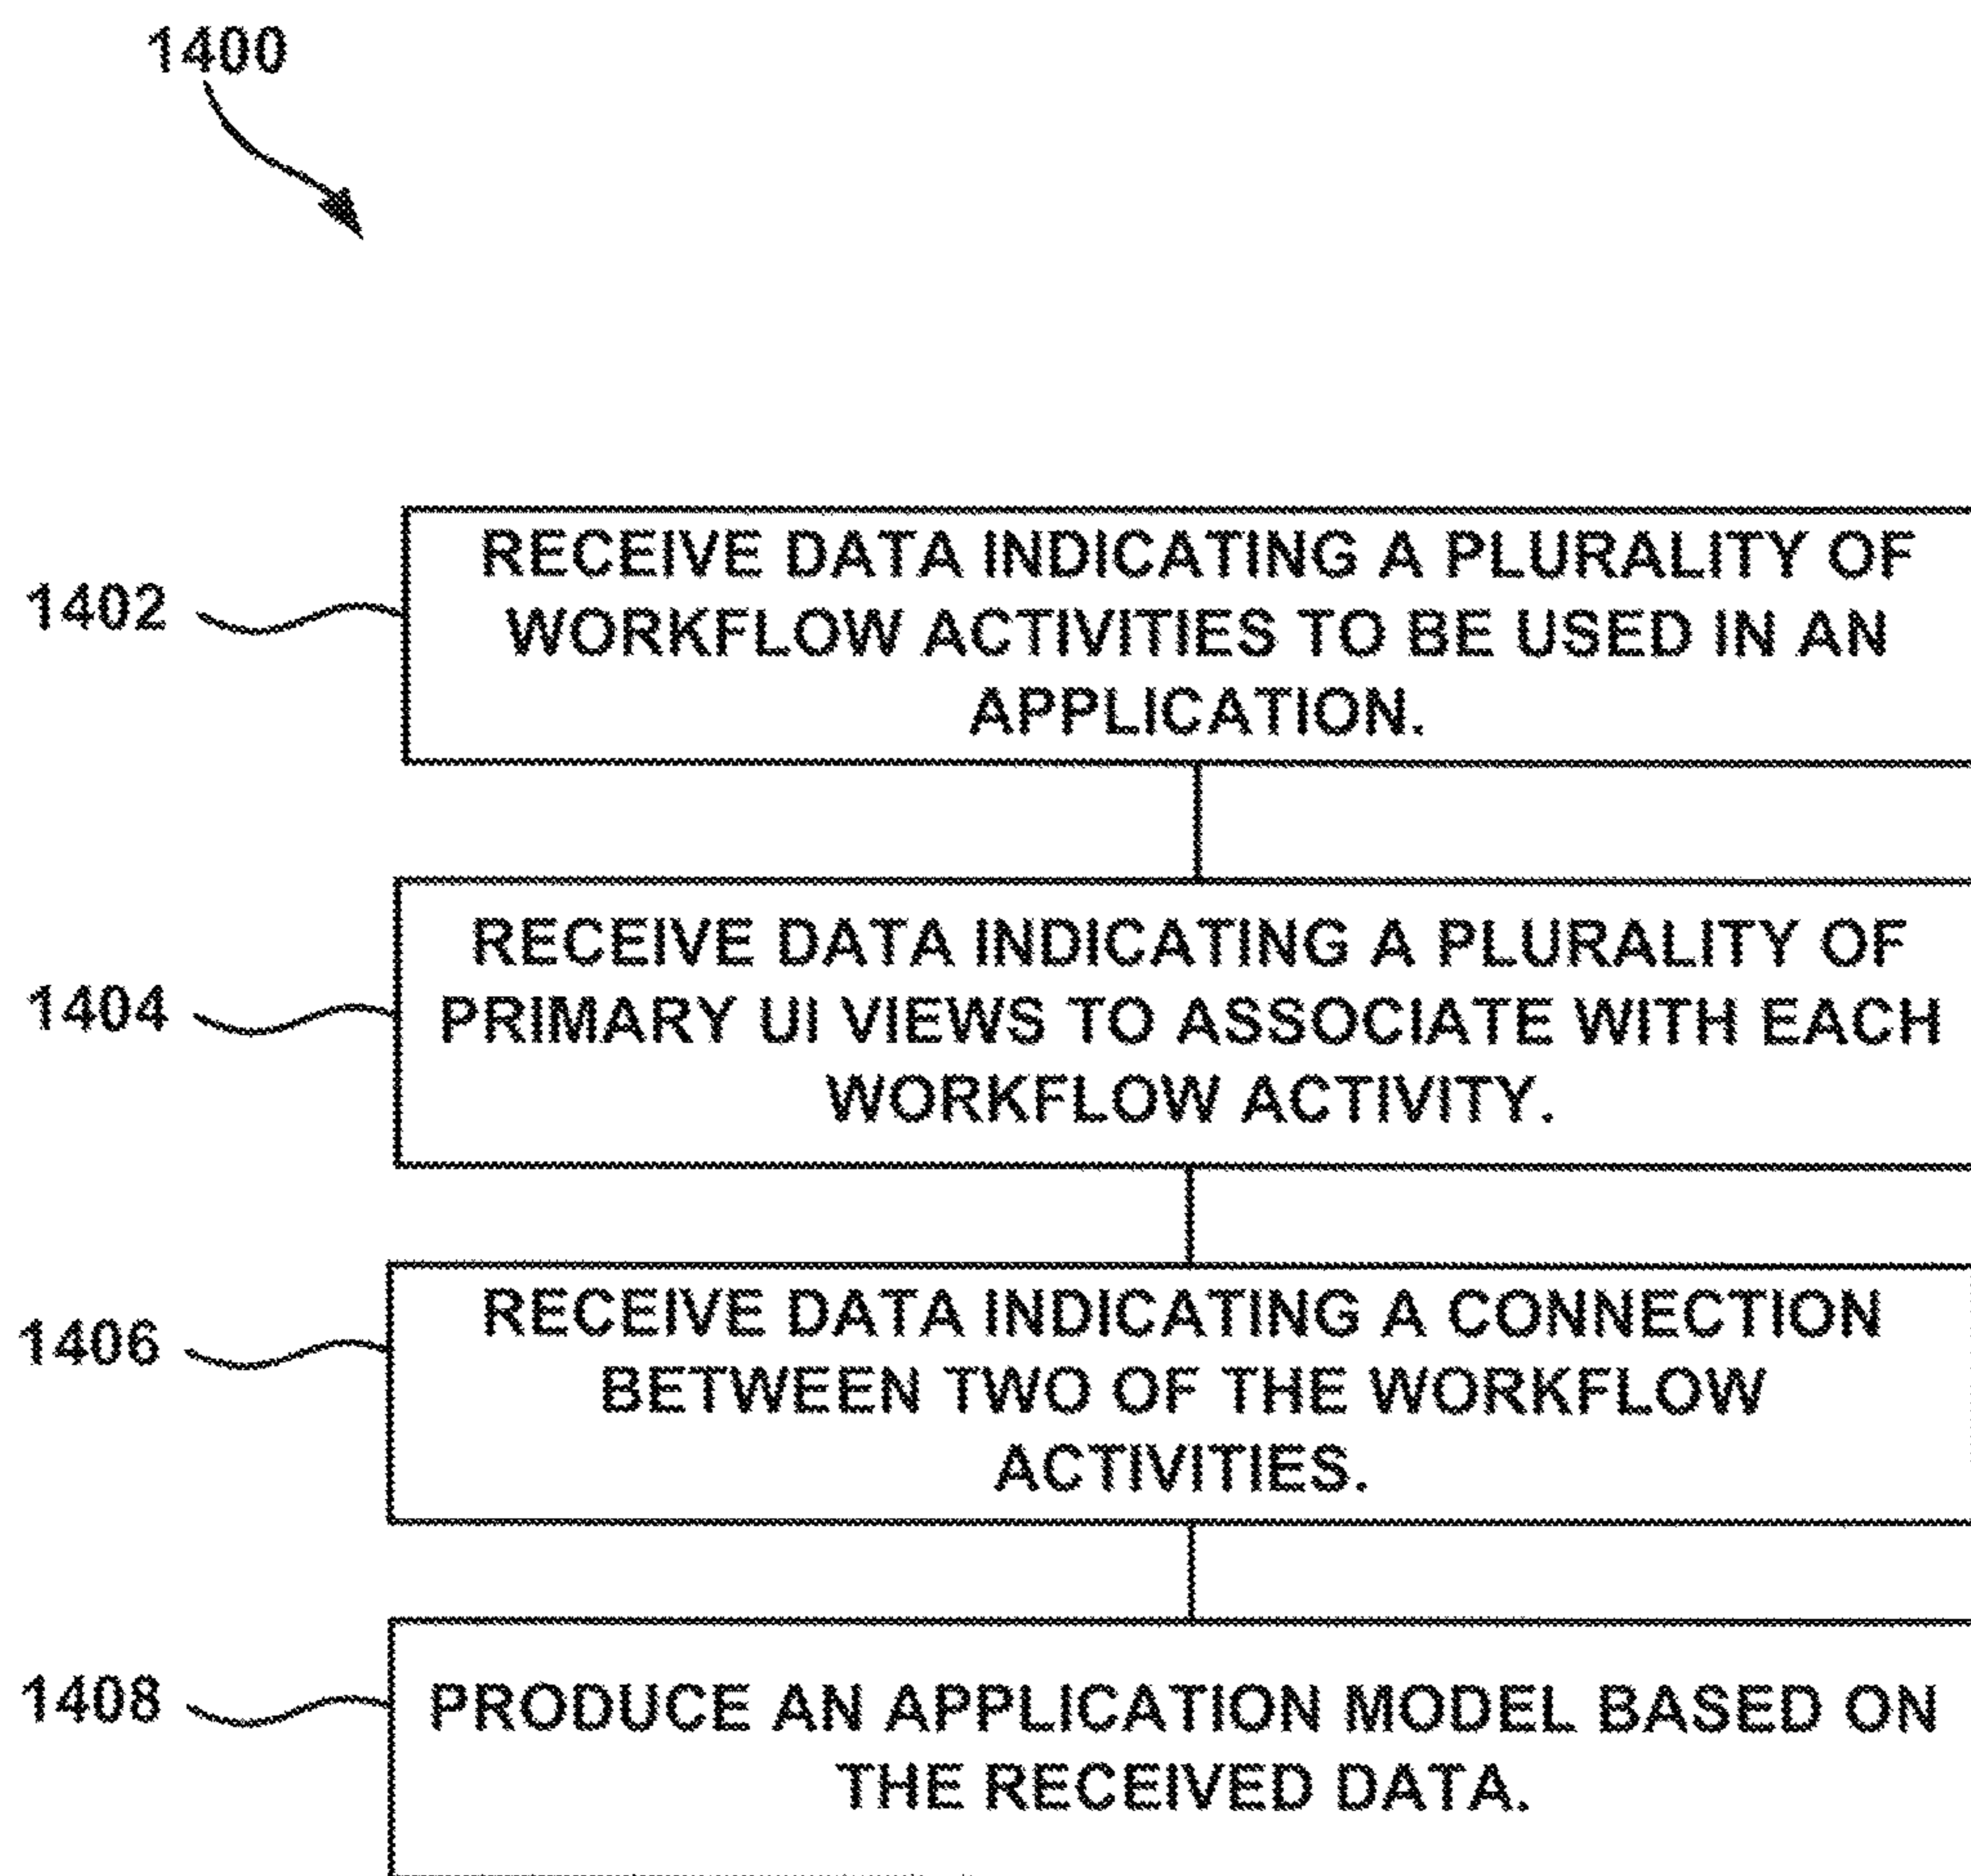 1400
1402
RECEIVE DATA INDICATING A PLURALITY OF
WORKFLOW ACTIVITIES TO BE USED IN AN
APPLICATION.
1404
RECEIVE DATA INDICATING A PLURALITY OF
PRIMARY UI VIEWS TO ASSOCIATE WITH EACH
WORKFLOW ACTIVITY.
1406
RECEIVE DATA INDICATING A CONNECTION
BETWEEN TWO OF THE WORKFLOW
ACTIVITIES.
1408
PRODUCE AN APPLICATION MODEL BASED ON
THE RECEIVED DATA.